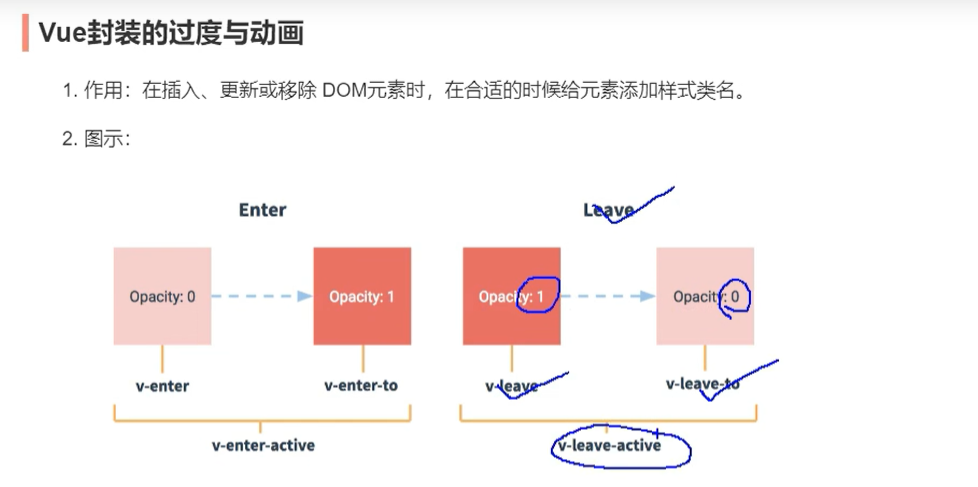 Vue封装的过度与动画
1. 作用：在插入、更新或移除 DOM元素时，在合适的时候给元素添加样式类名。
2. 图示：
Enter
Leave
Opacity: 0
Opacity: 1
Opacity: 1
Opacity: 0
v-enter
v-enter-to
v-leave
v-leave-to
v-enter-active
v-leave-active